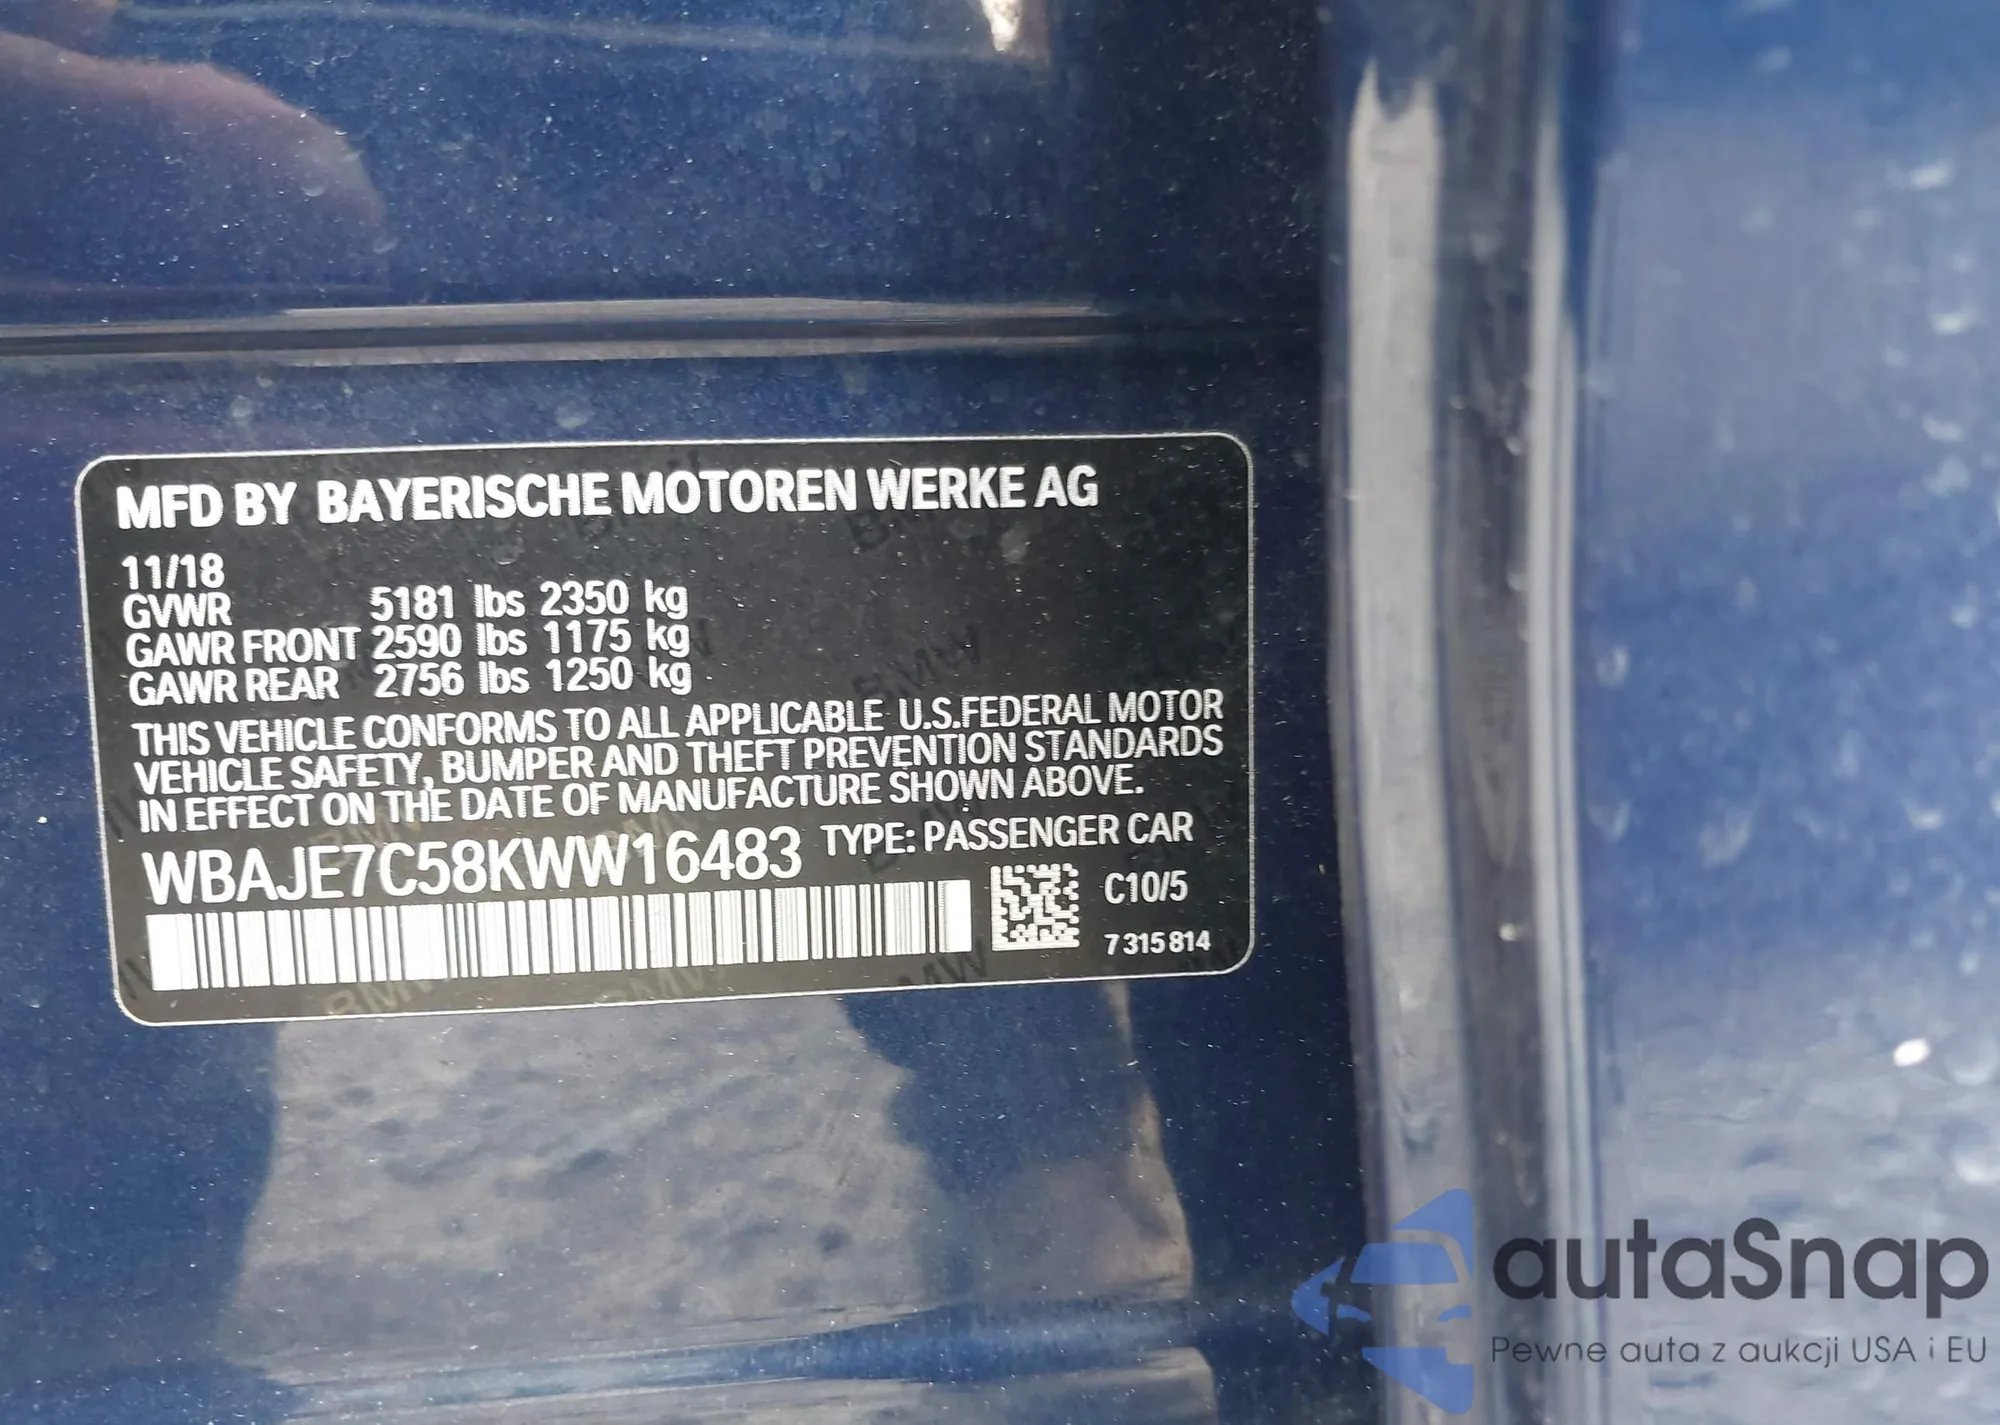 MFD BY BAYERISCHE MOTOREN WERKE AG
11/18
GVWR 5181 lbs 2350 kg
GAWR FRONT 2590 lbs 1175 kg
GAWR REAR 2756 lbs 1250 kg
THIS VEHICLE CONFORMS TO ALL APPLICABLE U.S.FEDERAL MOTOR
VEHICLE SAFETY, BUMPER AND THEFT PREVENTION STANDARDS
IN EFFECT ON THE DATE OF MANUFACTURE SHOWN ABOVE.
WBAJE7C58KWW16483 TYPE: PASSENGER CAR
C10/5
7 315 814
autaSnap
Pewne auta z aukcji USA i EU